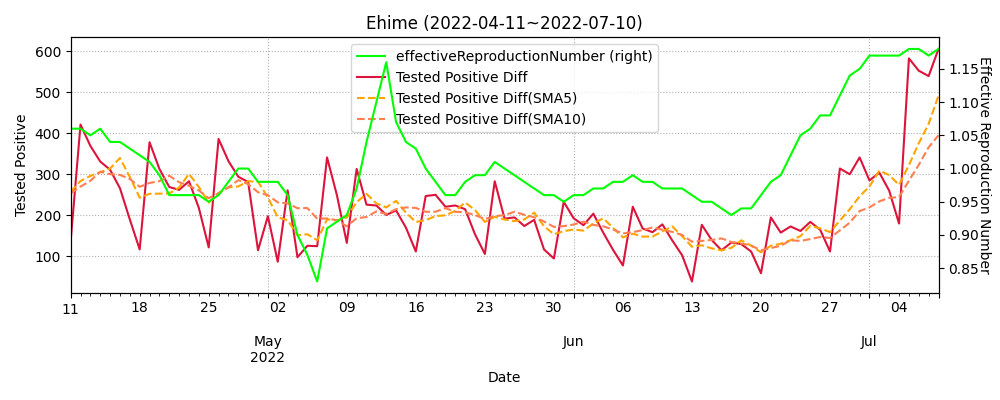 Ehime (2022-04-11~2022-07-10)
effectiveReproductionNumber (right)
Tested Positive Diff
Tested Positive Diff(SMA5)
Tested Positive Diff(SMA10)
Tested Positive
600
500
400
300
200
100
1.15
1.10
1.05
1.00
0.95
0.90
0.85
Effective Reproduction Number
11 18 25 02 09 16 23 30 06 13 20 27 04
May Jun Jul
2022
Date